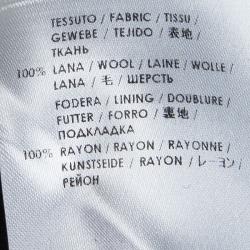 TESSUTO / FABRIC / TISSU /
GEWEBE / TEJIDO / 表地 /
ТКАНЬ
100% LANA / WOOL / LAINE / WOLLE /
LANA / 毛 / ШЕРСТЬ
FODERA / LINING / DOUBLURE /
FUTTER / FORRO / 裏地 /
ПОДКЛАДКА
100% RAYON / RAYON / RAYONNE /
KUNSTSEIDE / RAYON / レーヨン /
РЕЙОН